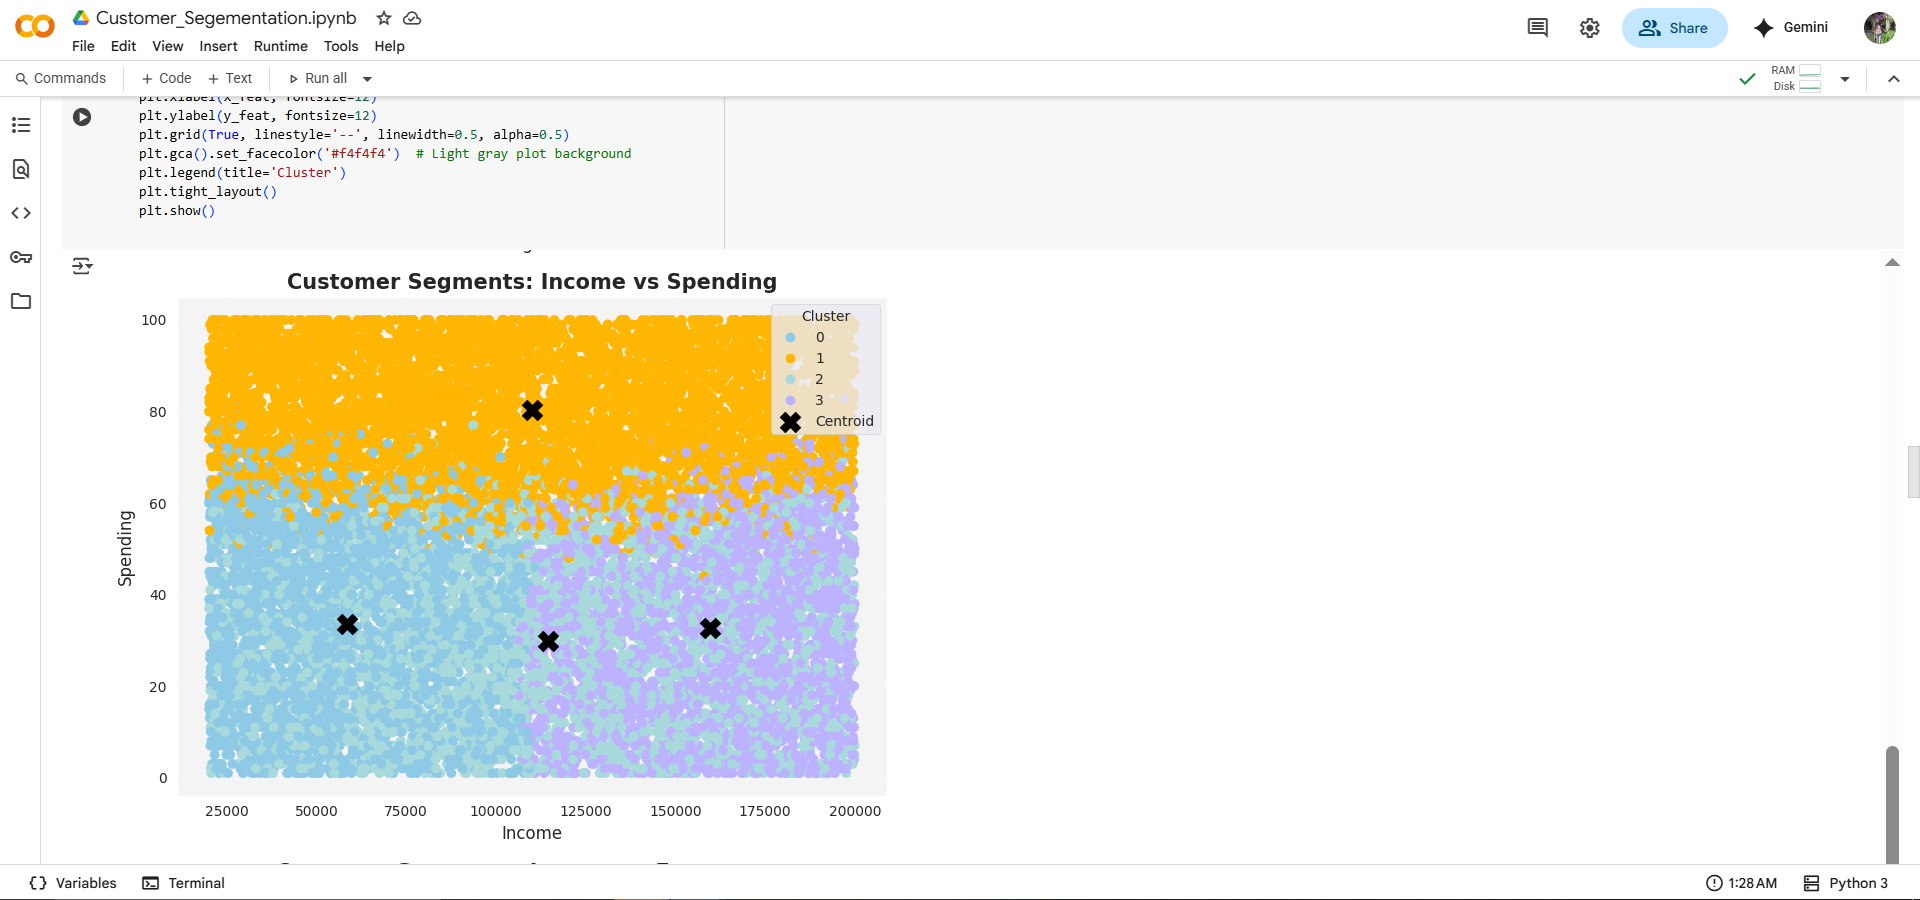 Customer_Segementation.ipynb
File Edit View Insert Runtime Tools Help
Share
Gemini
Commands
+ Code + Text
Run all
RAM
Disk
plt.xlabel(x_feat, fontsize=12)
plt.ylabel(y_feat, fontsize=12)
plt.grid(True, linestyle='--', linewidth=0.5, alpha=0.5)
plt.gca().set_facecolor('#f4f4f4')  # Light gray plot background
plt.legend(title='Cluster')
plt.tight_layout()
plt.show()
Customer Segments: Income vs Spending
Cluster
0
1
2
3
Centroid
100
80
60
40
20
0
Spending
25000 50000 75000 100000 125000 150000 175000 200000
Income
Variables
Terminal
1:28 AM
Python 3